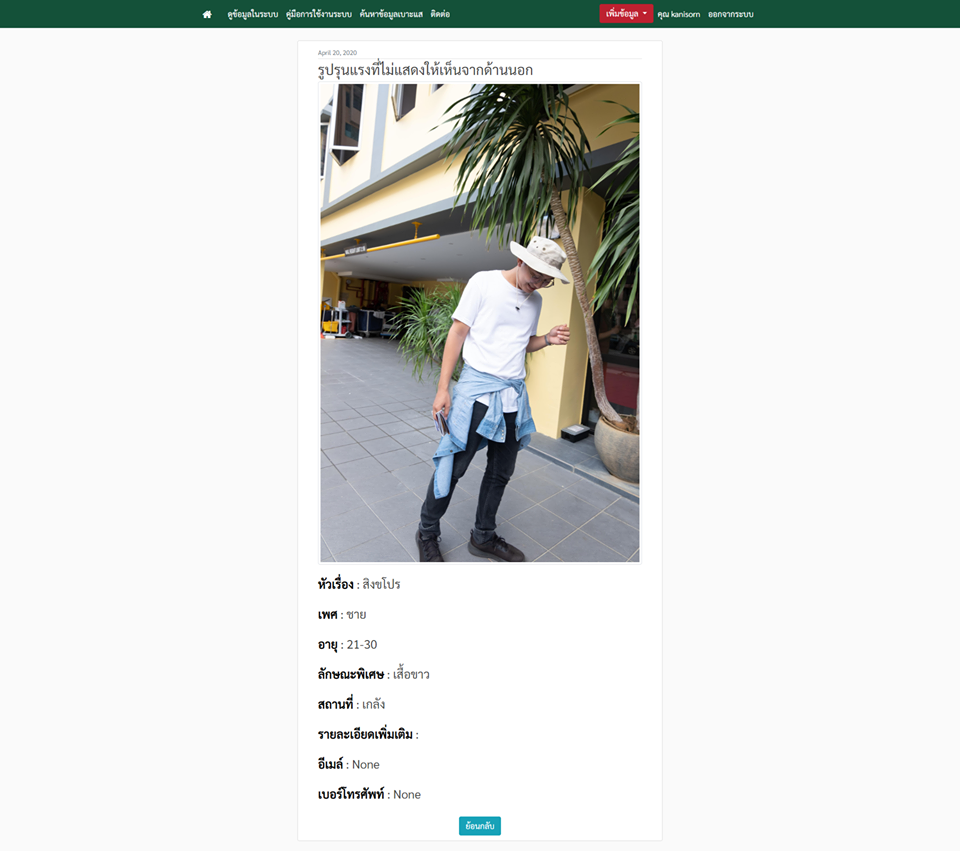 ดูข้อมูลในระบบ คู่มือการใช้งานระบบ ค้นหาข้อมูลเบาะแส ติดต่อ เพิ่มข้อมูล คุณ kanisorn ออกจากระบบ
April 20, 2020
รูปรุนแรงที่ไม่แสดงให้เห็นจากด้านนอก
หัวเรื่อง : สิงขโปร
เพศ : ชาย
อายุ : 21-30
ลักษณะพิเศษ : เสื้อขาว
สถานที่ : เกลัง
รายละเอียดเพิ่มเติม :
อีเมล์ : None
เบอร์โทรศัพท์ : None
ย้อนกลับ